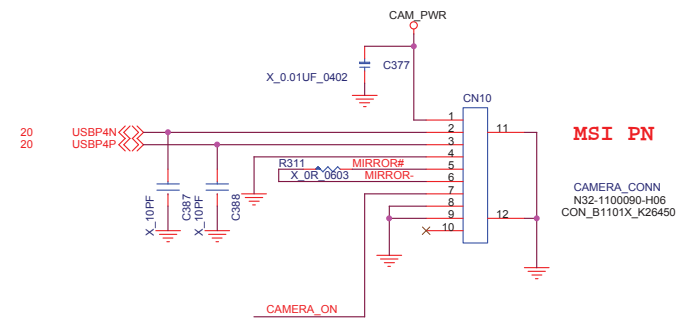 CAM_PWR
C377
X_0.01UF_0402
CN10
1
20 USBP4N 2 11
MSI PN
20 USBP4P 3
4
R311 MIRROR# 5
X_0R_0603 MIRROR- 6
CAMERA_CONN
7
N32-1100090-H06
8
CON_B1101X_K26450
9 12
10
X_10PF
C387
X_10PF
C388
CAMERA_ON